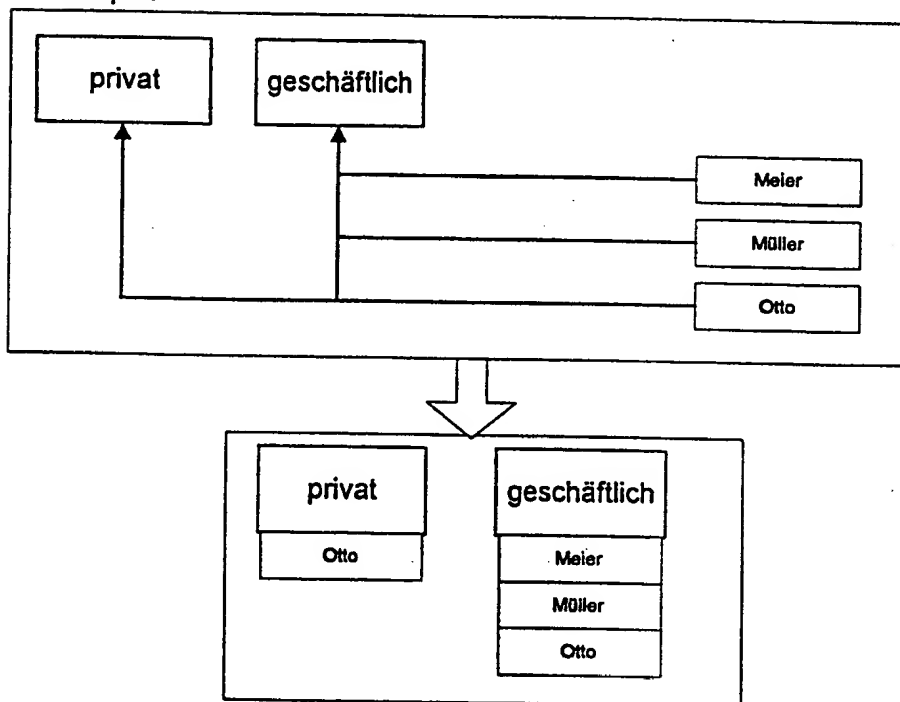 privat
geschäftlich
Meier
Müller
Otto
privat
geschäftlich
Otto
Meier
Müller
Otto